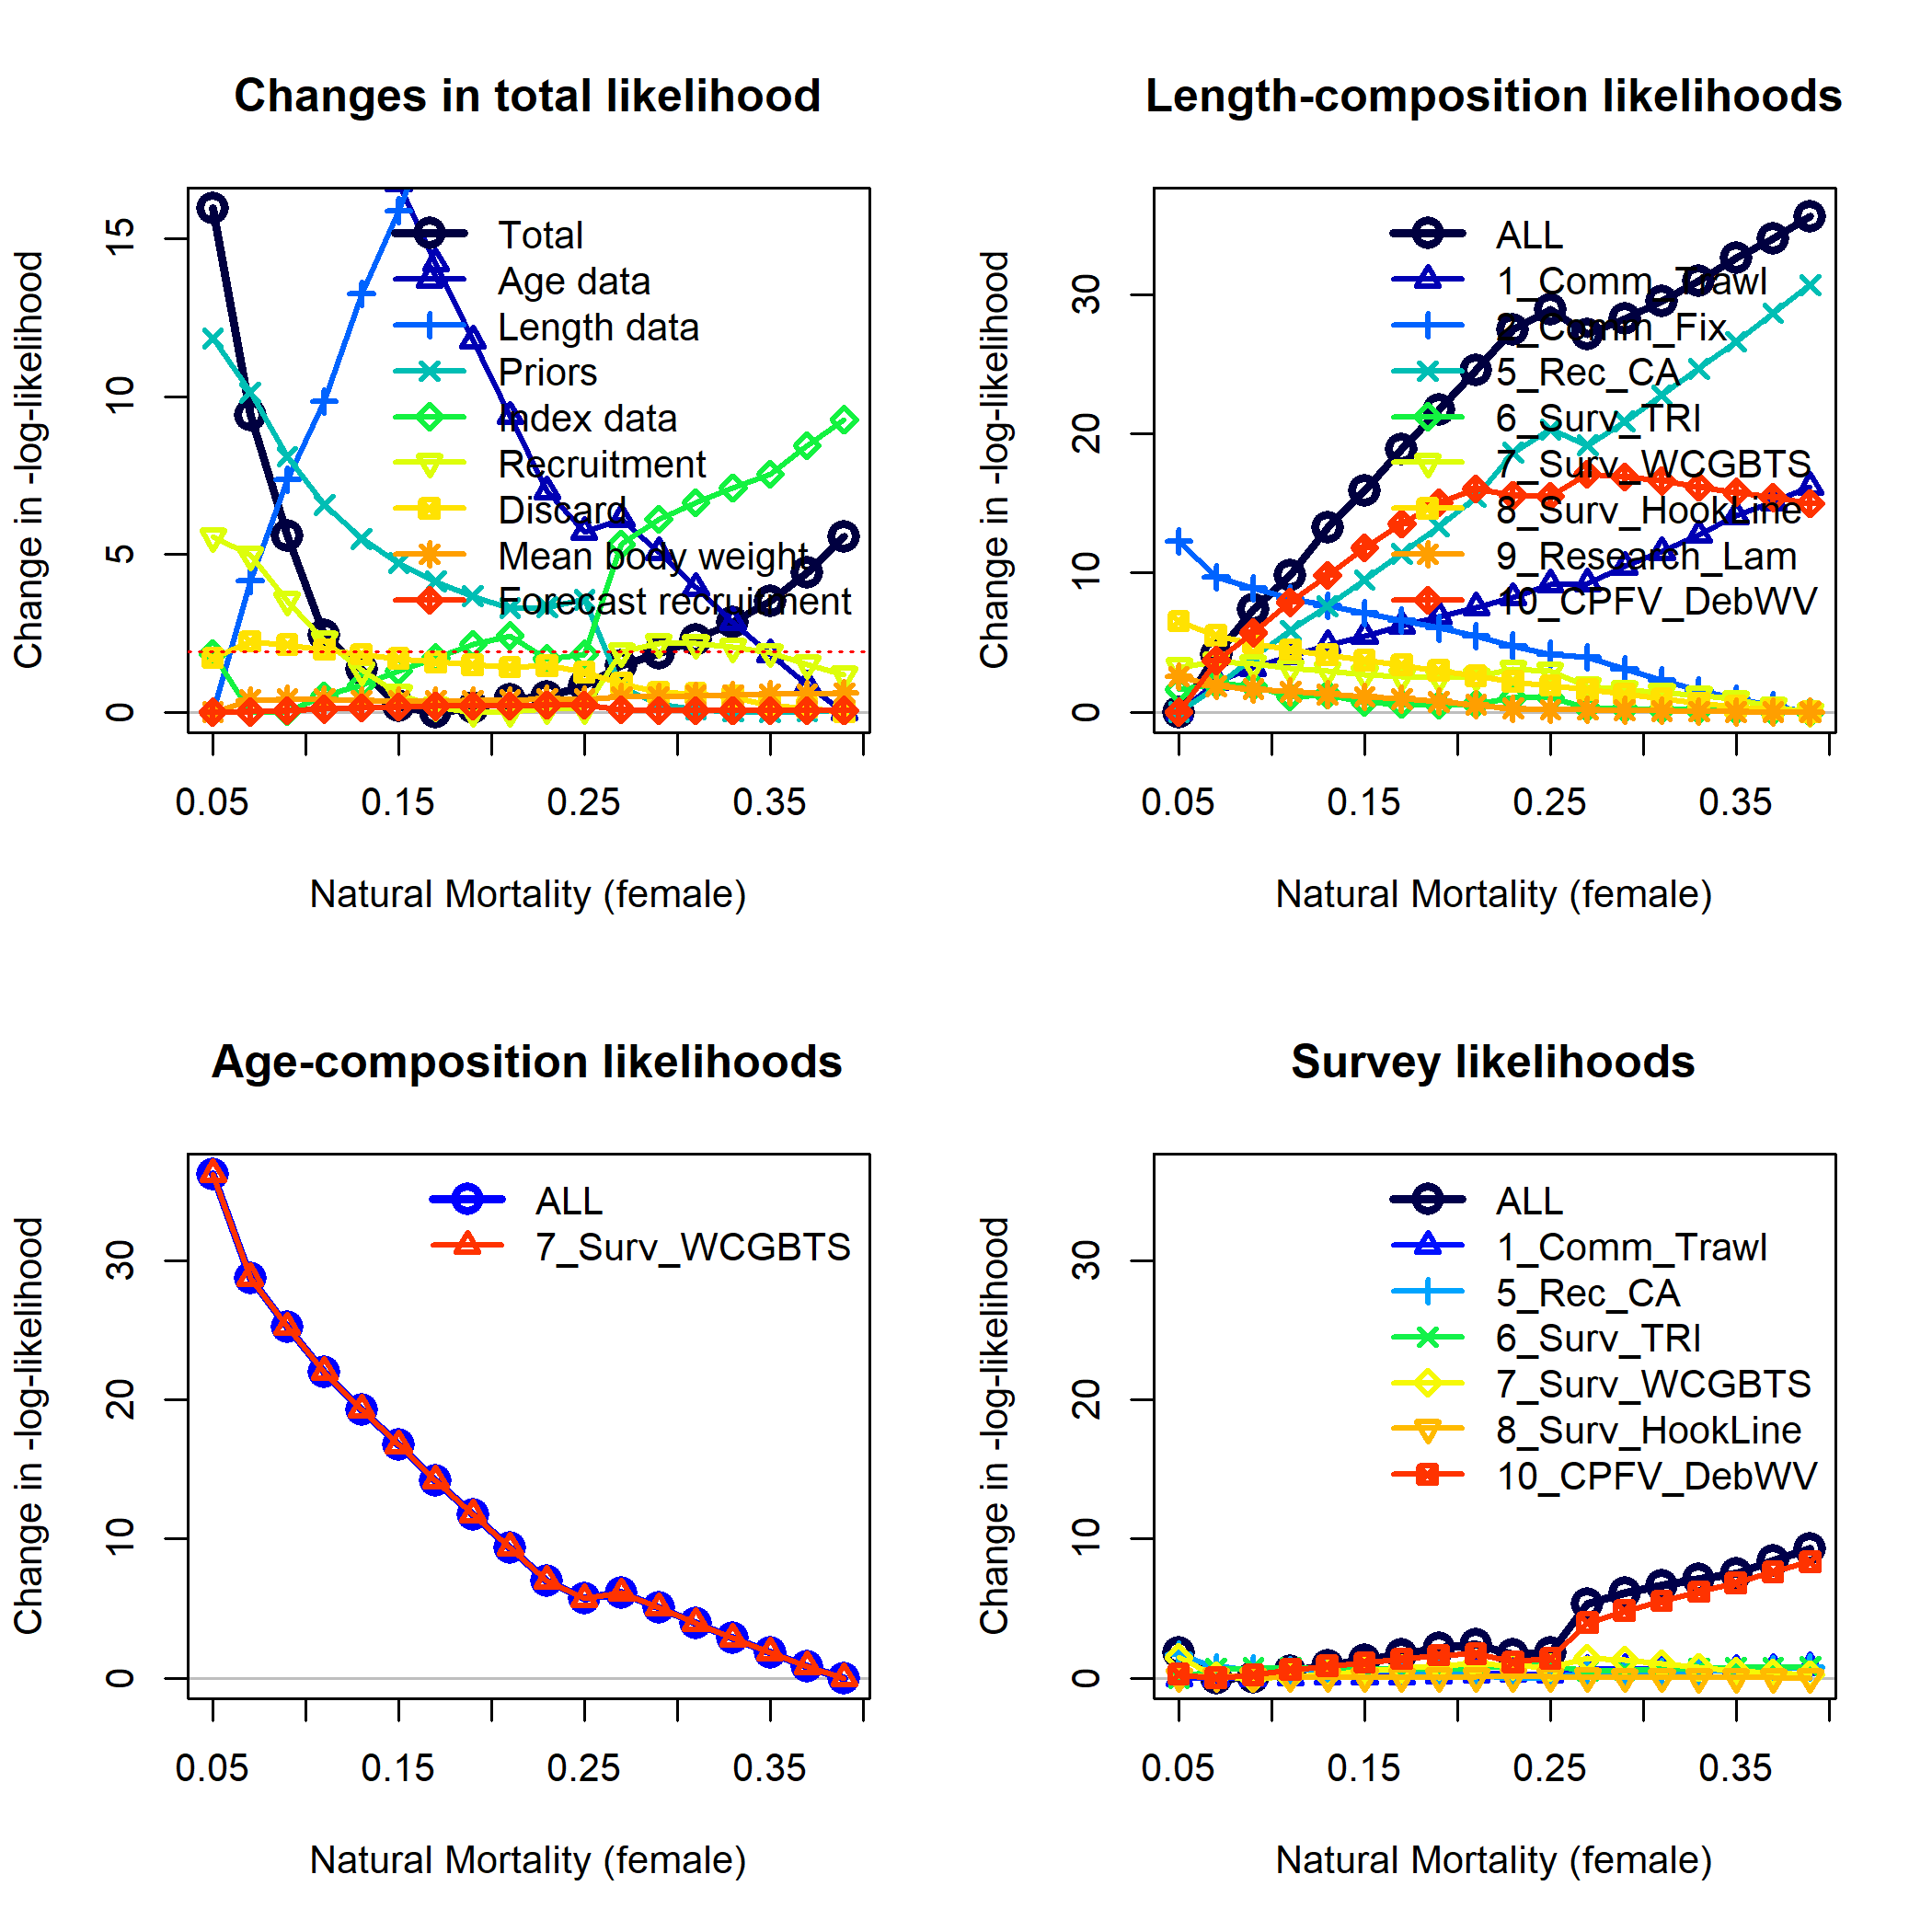 Changes in total likelihood
Change in -log-likelihood
0
5
10
15
Total
Age data
Length data
Priors
Index data
Recruitment
Discard
Mean body weight
Forecast recruitment
0.05 0.15 0.25 0.35
Natural Mortality (female)
Length-composition likelihoods
Change in -log-likelihood
0
10
20
30
ALL
1_Comm_Trawl
2_Comm_Fix
5_Rec_CA
6_Surv_TRI
7_Surv_WCGBTS
8_Surv_HookLine
9_Research_Lam
10_CPFV_DebWV
0.05 0.15 0.25 0.35
Natural Mortality (female)
Age-composition likelihoods
Change in -log-likelihood
0
10
20
30
ALL
7_Surv_WCGBTS
0.05 0.15 0.25 0.35
Natural Mortality (female)
Survey likelihoods
Change in -log-likelihood
0
10
20
30
ALL
1_Comm_Trawl
5_Rec_CA
6_Surv_TRI
7_Surv_WCGBTS
8_Surv_HookLine
10_CPFV_DebWV
0.05 0.15 0.25 0.35
Natural Mortality (female)